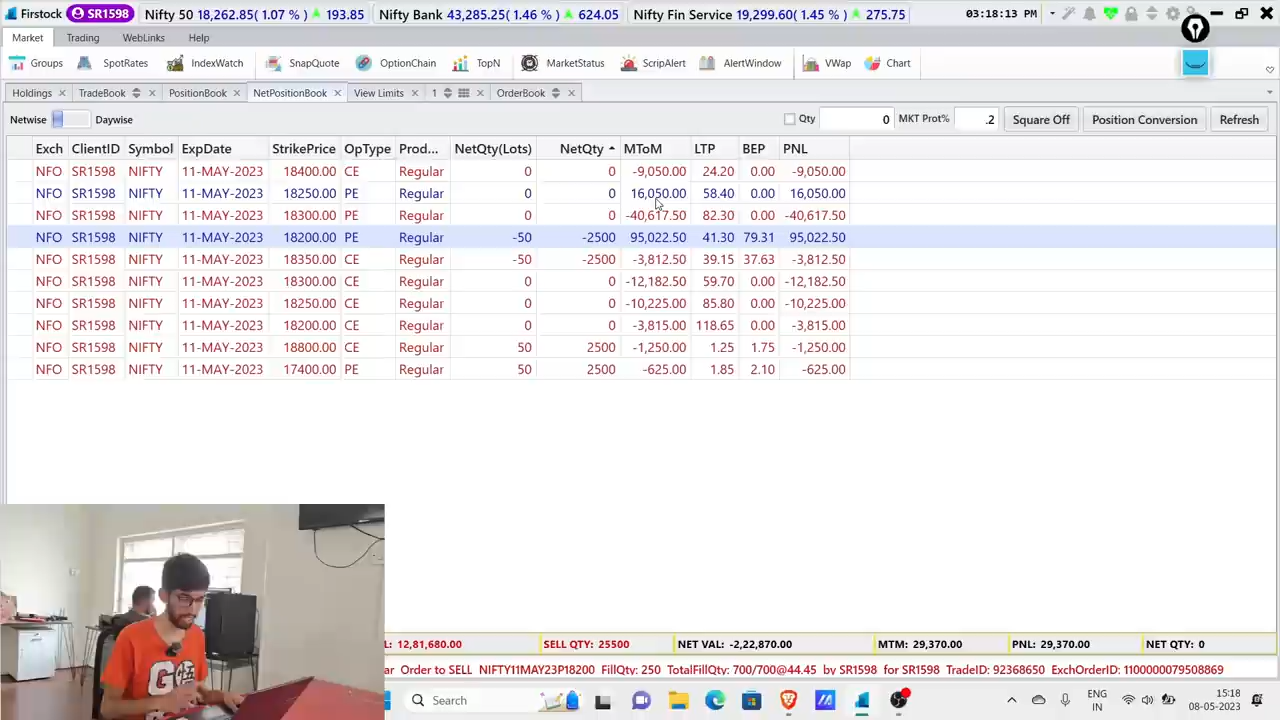 Firstock SR1598 Nifty 50 18,262.85( 1.07 % ) 193.85 Nifty Bank 43,285.25( 1.46 % ) 624.05 Nifty Fin Service 19,299.60( 1.45 % ) 275.75 03:18:13 PM
Market Trading WebLinks Help
Groups SpotRates IndexWatch SnapQuote OptionChain TopN MarketStatus ScripAlert AlertWindow VWap Chart
Holdings TradeBook PositionBook NetPositionBook View Limits 1 OrderBook
Netwise Daywise Qty 0 MKT Prot% .2 Square Off Position Conversion Refresh
Exch ClientID Symbol ExpDate StrikePrice OpType Prod... NetQty(Lots) NetQty MToM LTP BEP PNL
NFO SR1598 NIFTY 11-MAY-2023 18400.00 CE Regular 0 0 -9,050.00 24.20 0.00 -9,050.00
NFO SR1598 NIFTY 11-MAY-2023 18250.00 PE Regular 0 0 16,050.00 58.40 0.00 16,050.00
NFO SR1598 NIFTY 11-MAY-2023 18300.00 PE Regular 0 0 -40,617.50 82.30 0.00 -40,617.50
NFO SR1598 NIFTY 11-MAY-2023 18200.00 PE Regular -50 -2500 95,022.50 41.30 79.31 95,022.50
NFO SR1598 NIFTY 11-MAY-2023 18350.00 CE Regular -50 -2500 -3,812.50 39.15 37.63 -3,812.50
NFO SR1598 NIFTY 11-MAY-2023 18300.00 CE Regular 0 0 -12,182.50 59.70 0.00 -12,182.50
NFO SR1598 NIFTY 11-MAY-2023 18250.00 CE Regular 0 0 -10,225.00 85.80 0.00 -10,225.00
NFO SR1598 NIFTY 11-MAY-2023 18200.00 CE Regular 0 0 -3,815.00 118.65 0.00 -3,815.00
NFO SR1598 NIFTY 11-MAY-2023 18800.00 CE Regular 50 2500 -1,250.00 1.25 1.75 -1,250.00
NFO SR1598 NIFTY 11-MAY-2023 17400.00 PE Regular 50 2500 -625.00 1.85 2.10 -625.00
L: 12,81,680.00 SELL QTY: 25500 NET VAL: -2,22,870.00 MTM: 29,370.00 PNL: 29,370.00 NET QTY: 0
ar Order to SELL NIFTY11MAY23P18200 FillQty: 250 TotalFillQty: 700/700@44.45 by SR1598 for SR1598 TradeID: 92368650 ExchOrderID: 1100000079508869
Search ENG 15:18
IN 08-05-2023